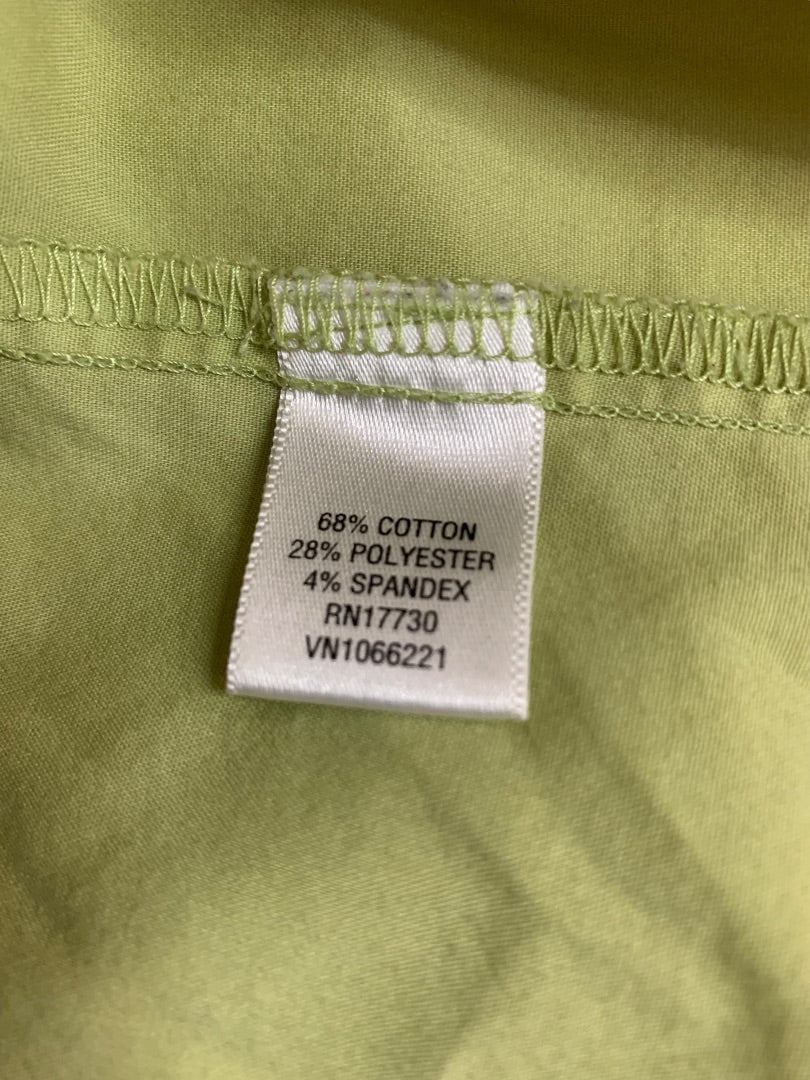 68% COTTON
28% POLYESTER
4% SPANDEX
RN17730
VN1066221